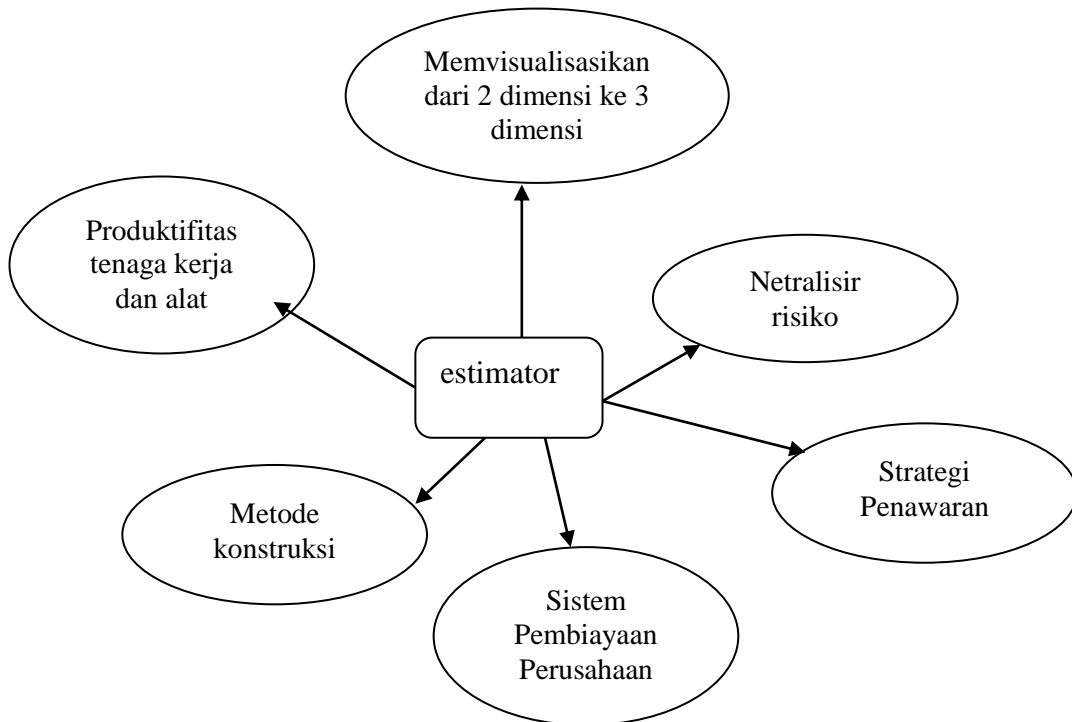 Memvisualisasikan
dari 2 dimensi ke 3
dimensi
Produktifitas
tenaga kerja
dan alat
Netralisir
risiko
estimator
Strategi
Penawaran
Metode
konstruksi
Sistem
Pembiayaan
Perusahaan